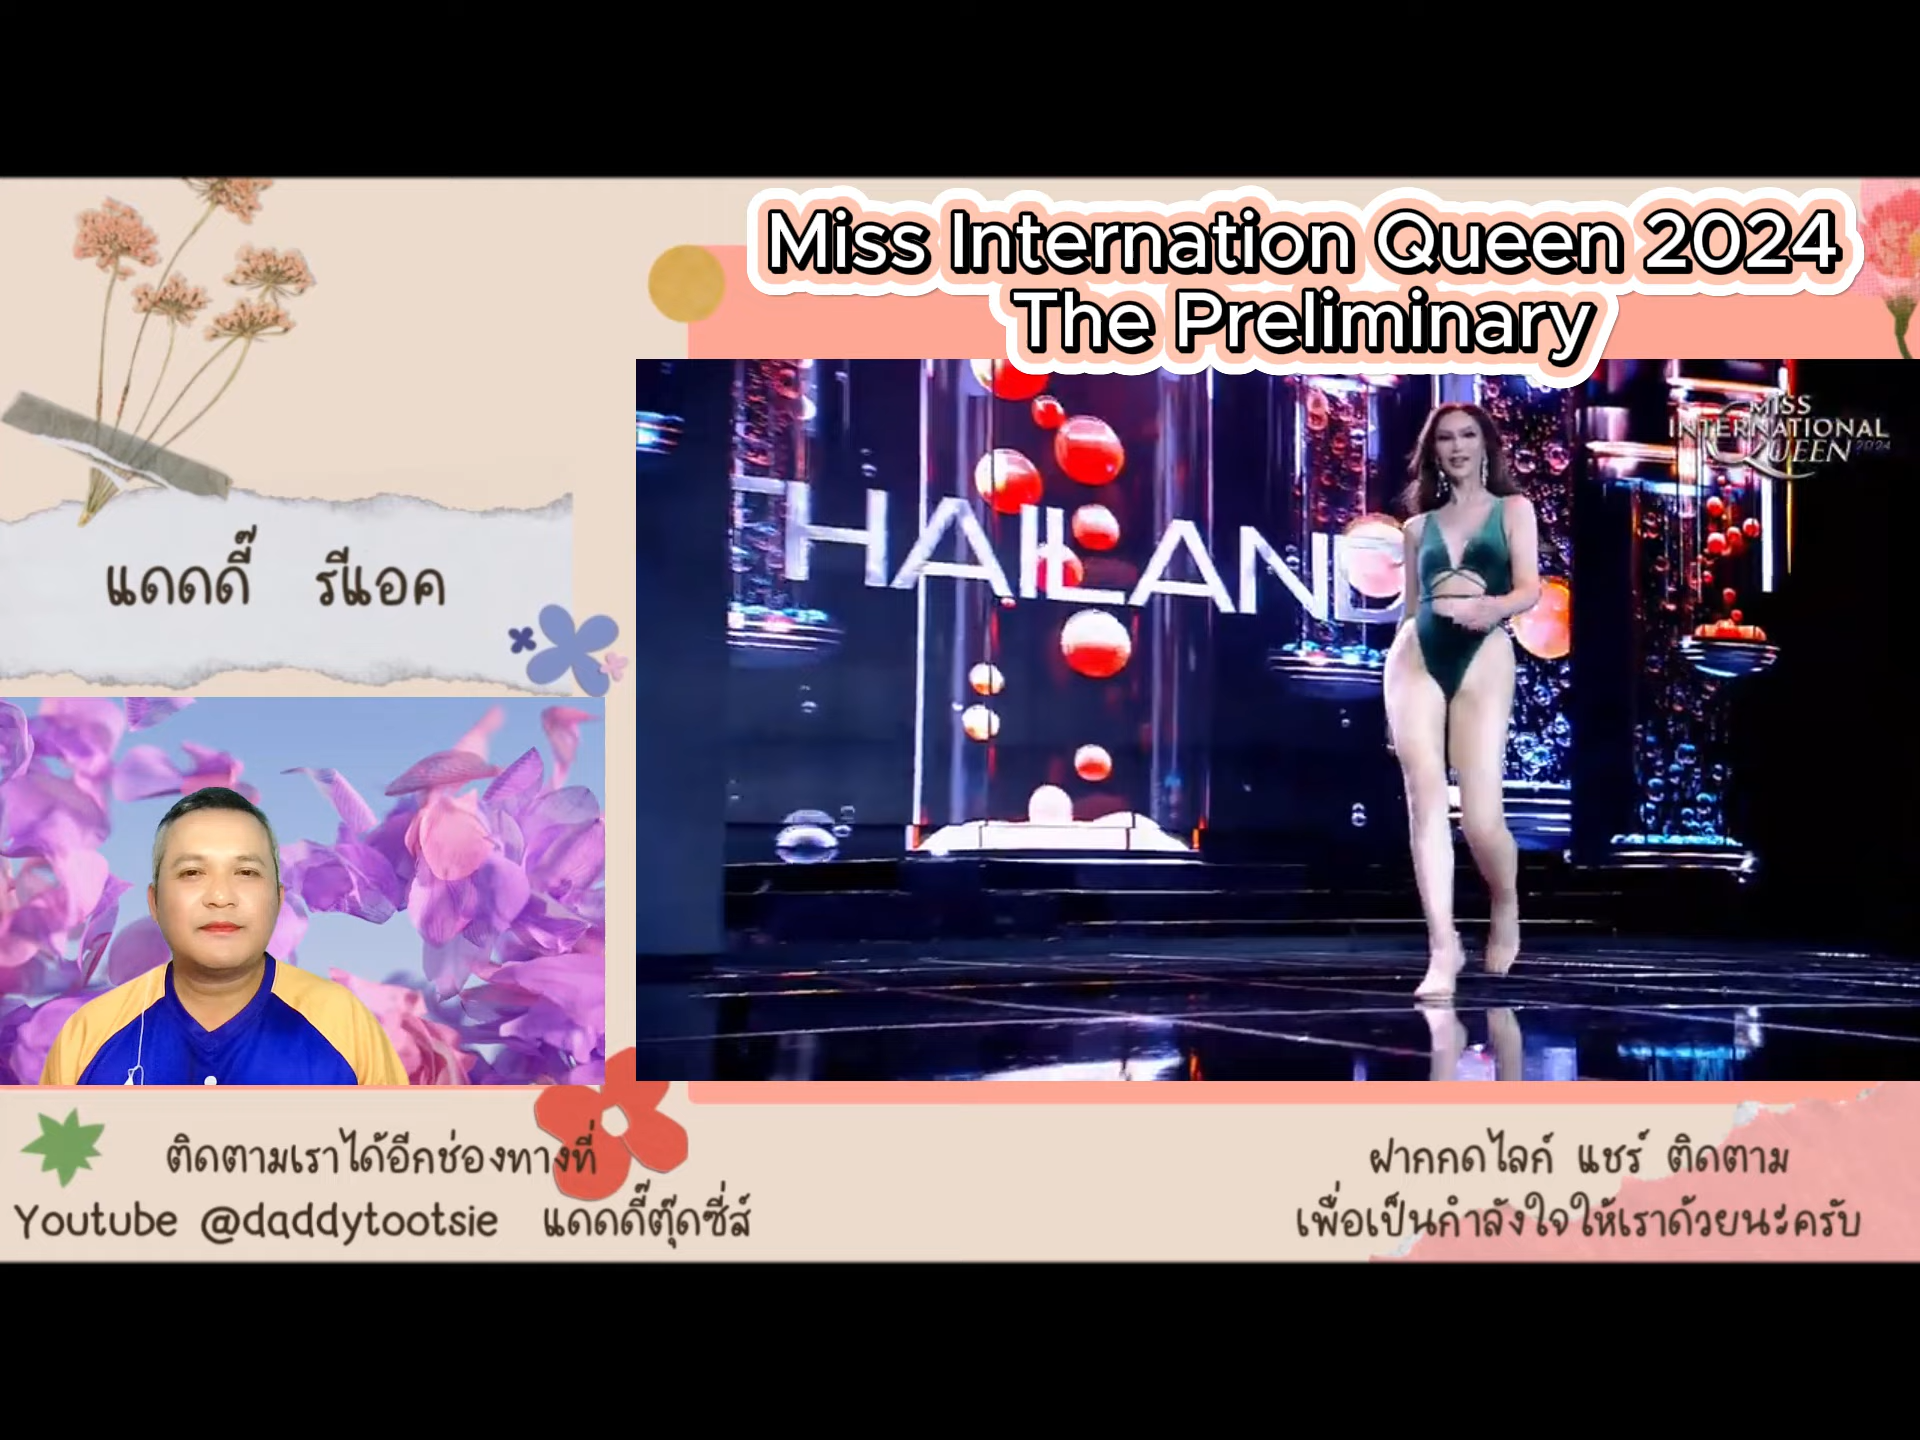 Miss Internation Queen 2024
The Preliminary
MISS
INTERNATIONAL
QUEEN 2024
THAILAND
แดดดี๊ รีแอค
ติดตามเราได้อีกช่องทางที่
Youtube @daddytootsie แดดดี๊ตุ๊ดซี่ส์
ฝากกดไลก์ แชร์ ติดตาม
เพื่อเป็นกำลังใจให้เราด้วยนะครับ